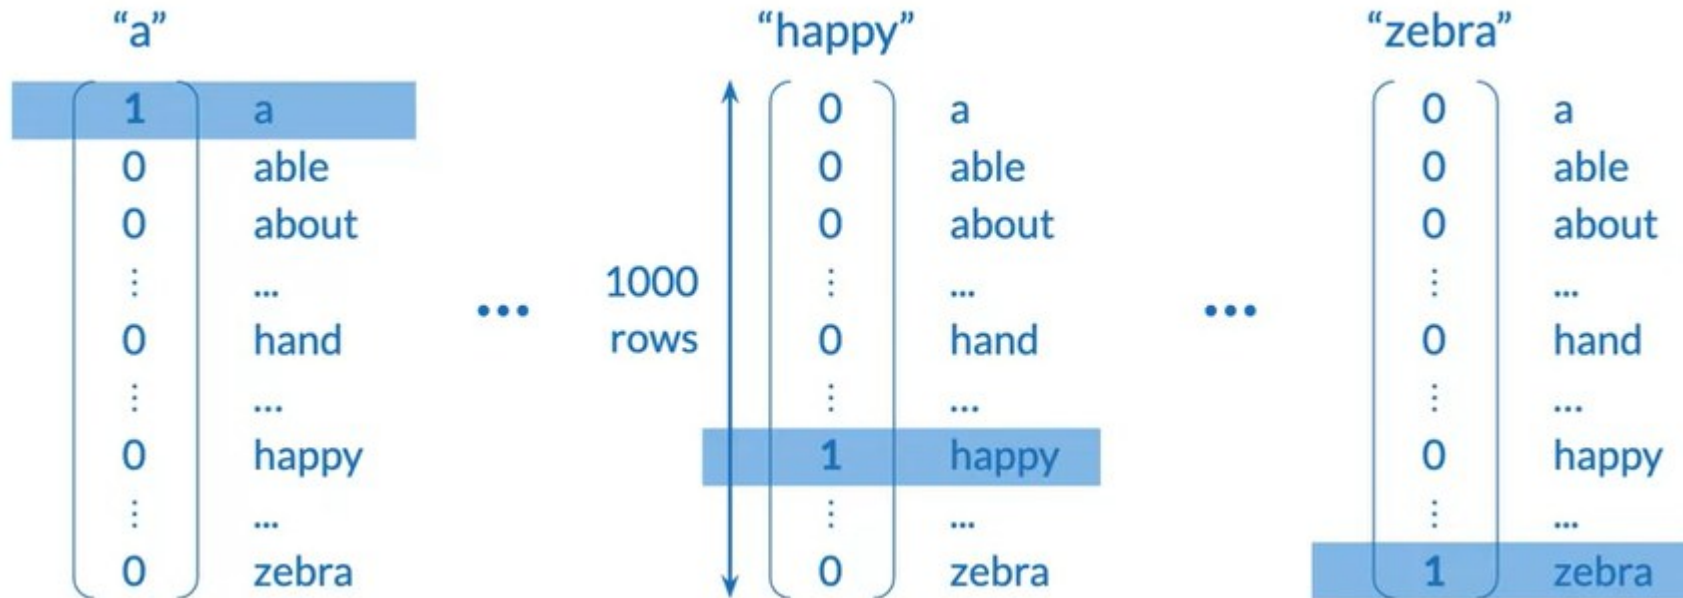 “a” “happy” “zebra”
1 a 0 a 0 a
0 able 0 able 0 able
0 about 0 about 0 about
⋮ ... 1000 ⋮ ... ⋮ ...
... ...
0 hand rows 0 hand 0 hand
⋮ ... ⋮ ... ⋮ ...
0 happy 1 happy 0 happy
⋮ ... ⋮ ... ⋮ ...
0 zebra 0 zebra 1 zebra